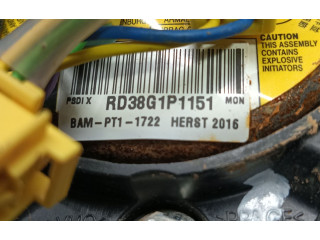 CAUTION
THIS ASSEMBLY
CONTAINS
EXPLOSIVE
INITIATORS
PSDI X RD38G1P1151 MON
BAM-PT1-1722 HERST 2016